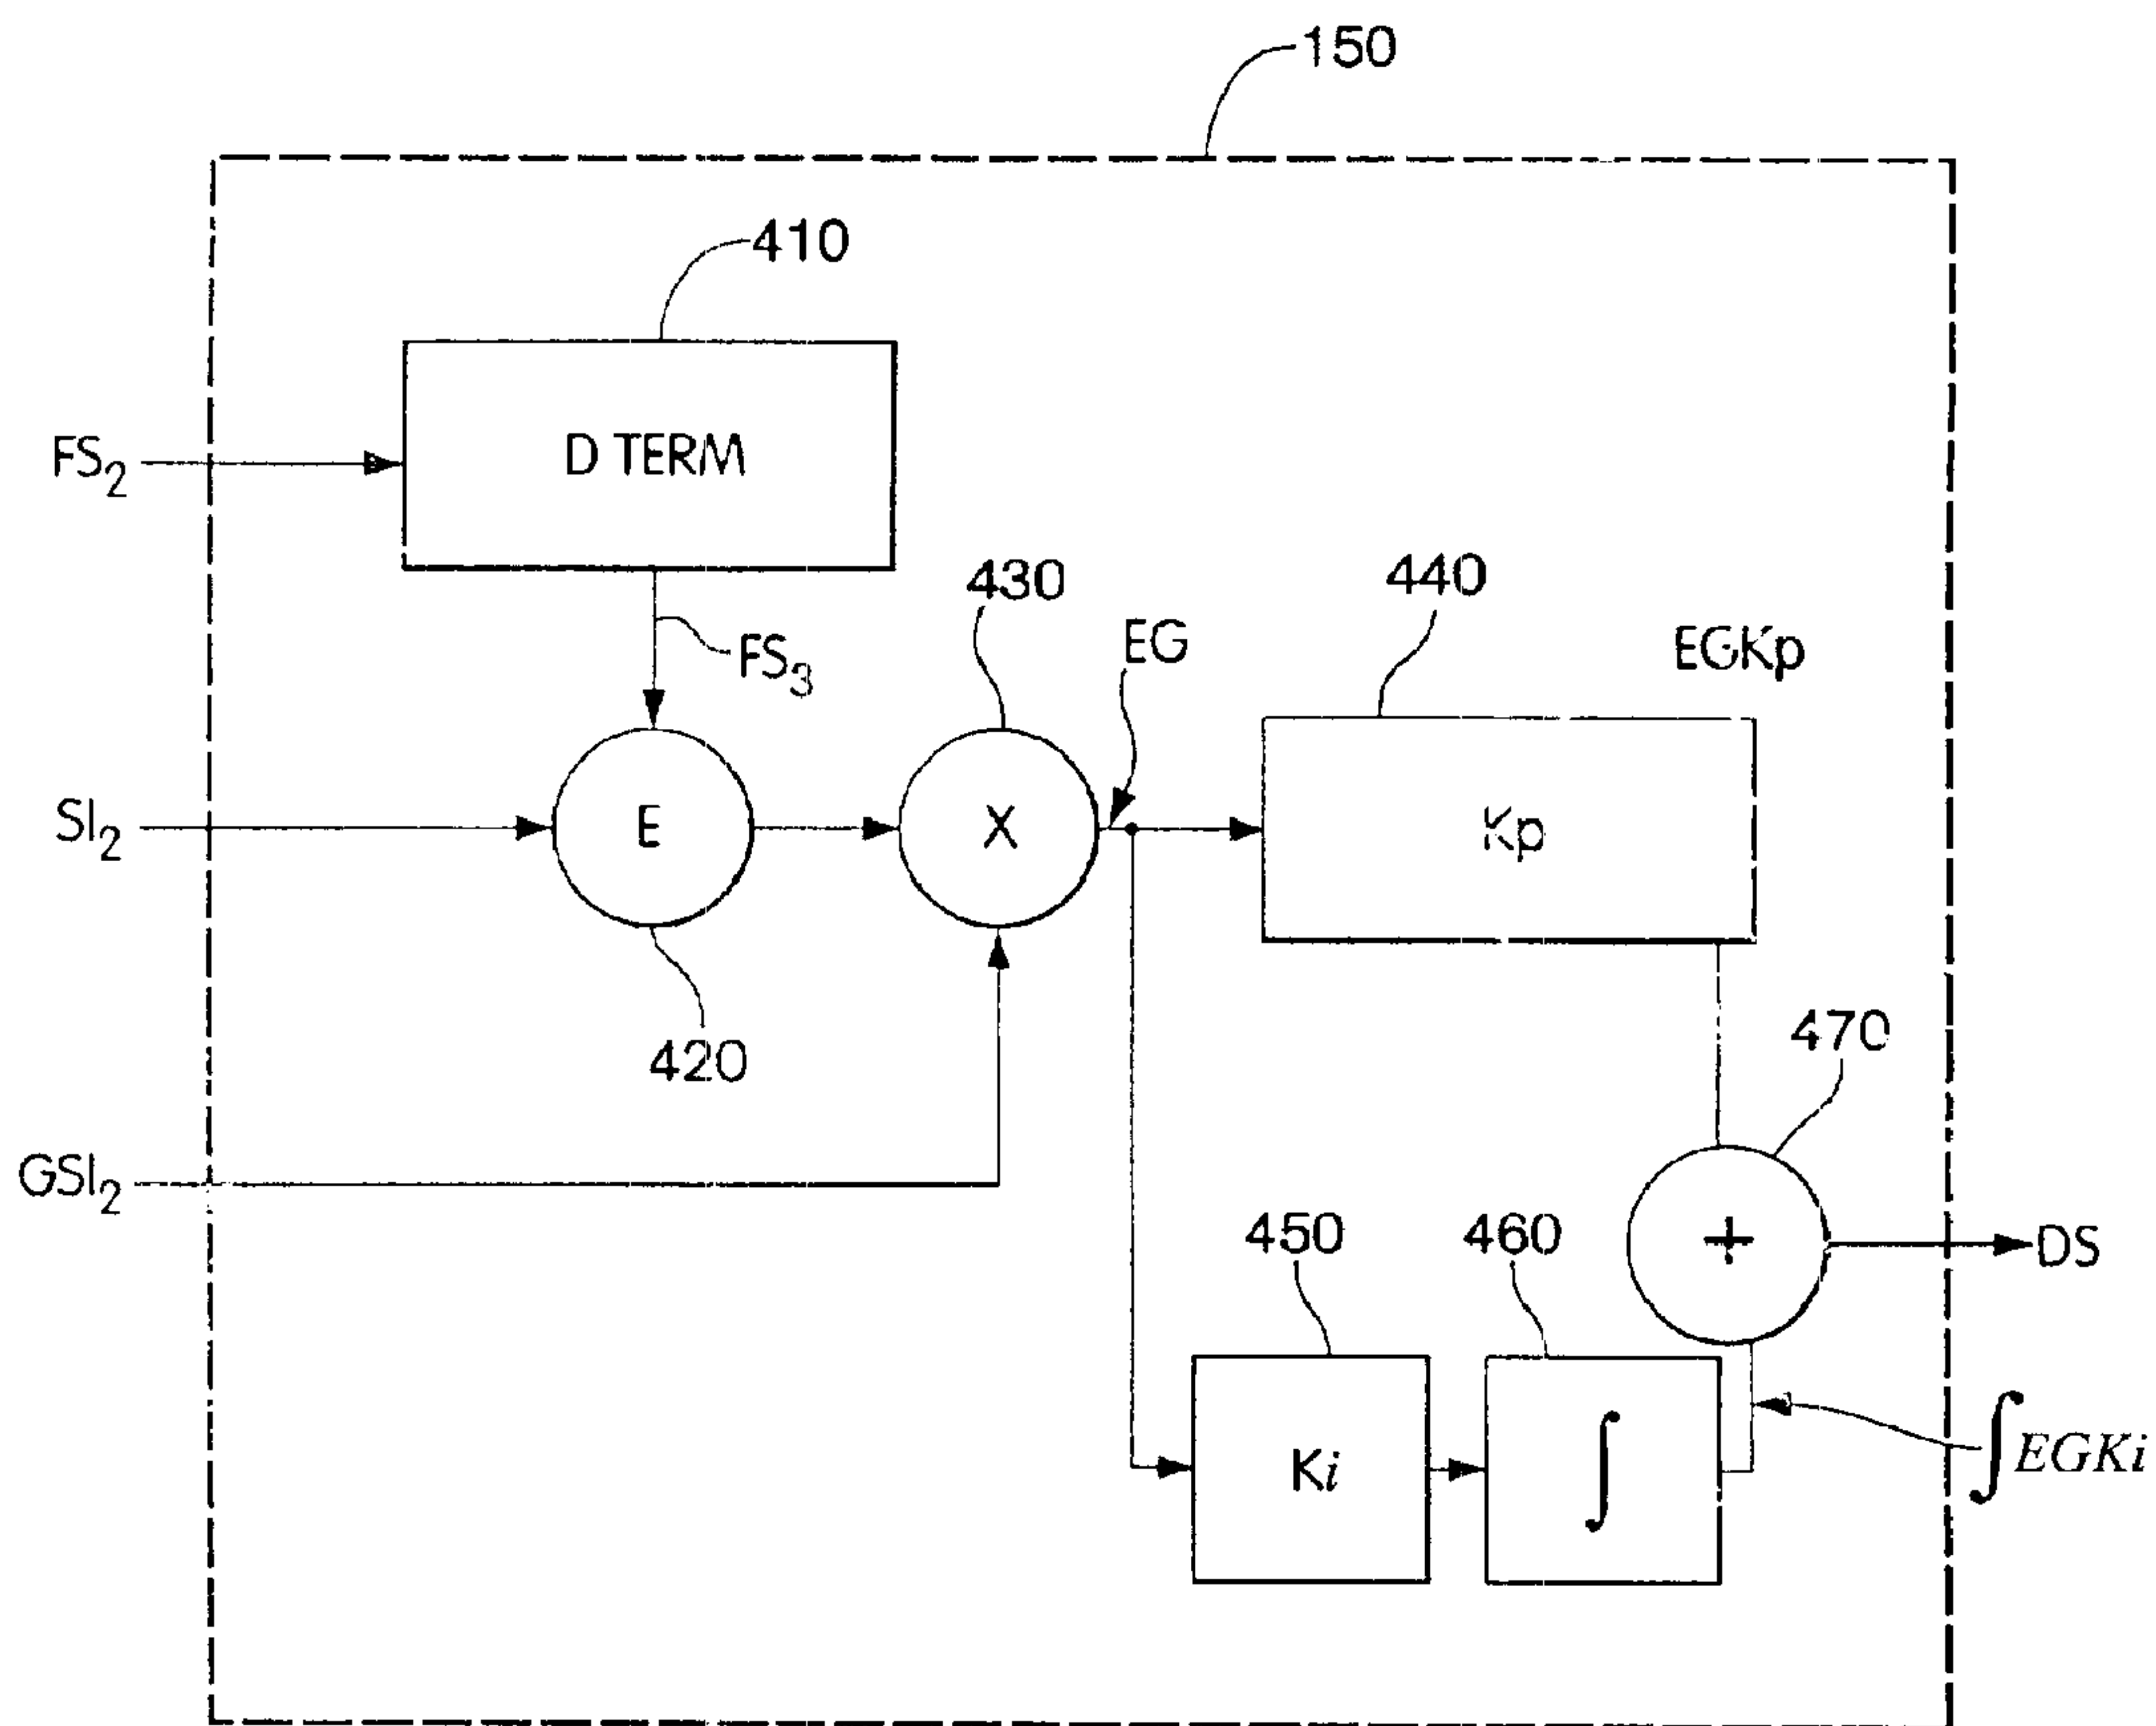 150
410
FS2
D TERM
FS3
430
EG
440
EGKp
SI2
E
X
Kp
420
470
GSI2
450
460
+
DS
Ki
∫
∫EGKi